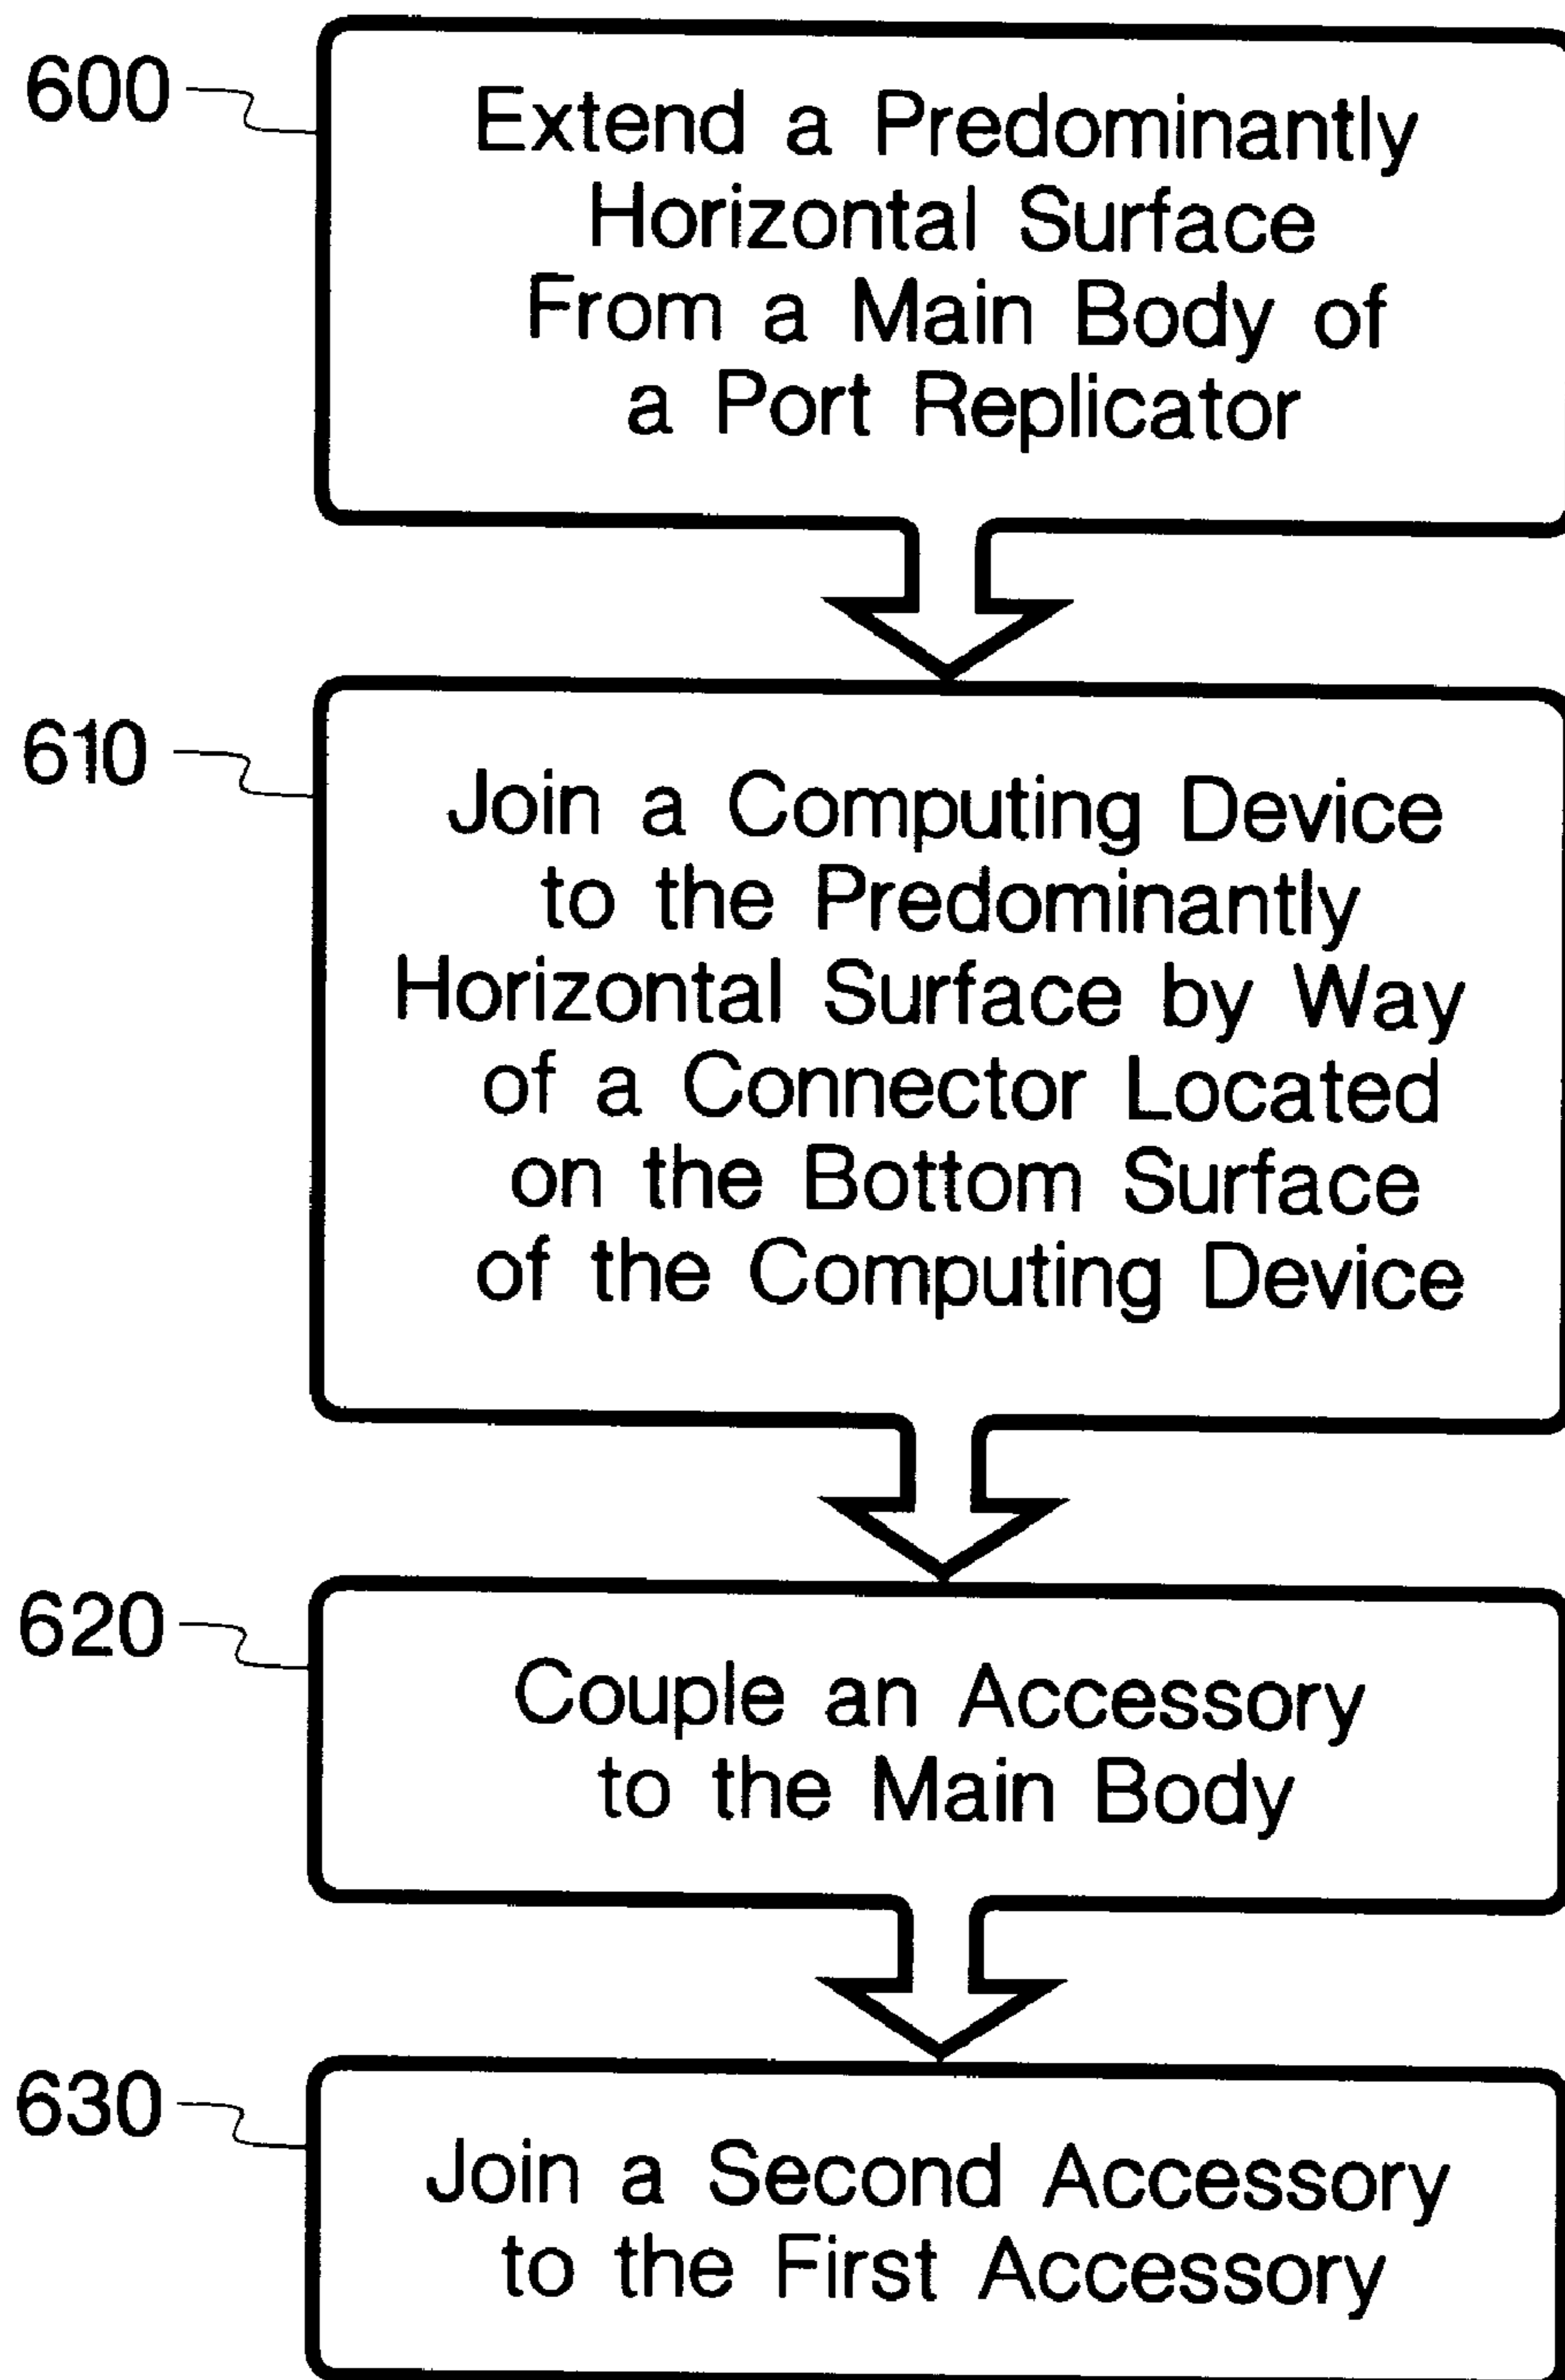 600
Extend a Predominantly
Horizontal Surface
From a Main Body of
a Port Replicator
610
Join a Computing Device
to the Predominantly
Horizontal Surface by Way
of a Connector Located
on the Bottom Surface
of the Computing Device
620
Couple an Accessory
to the Main Body
630
Join a Second Accessory
to the First Accessory